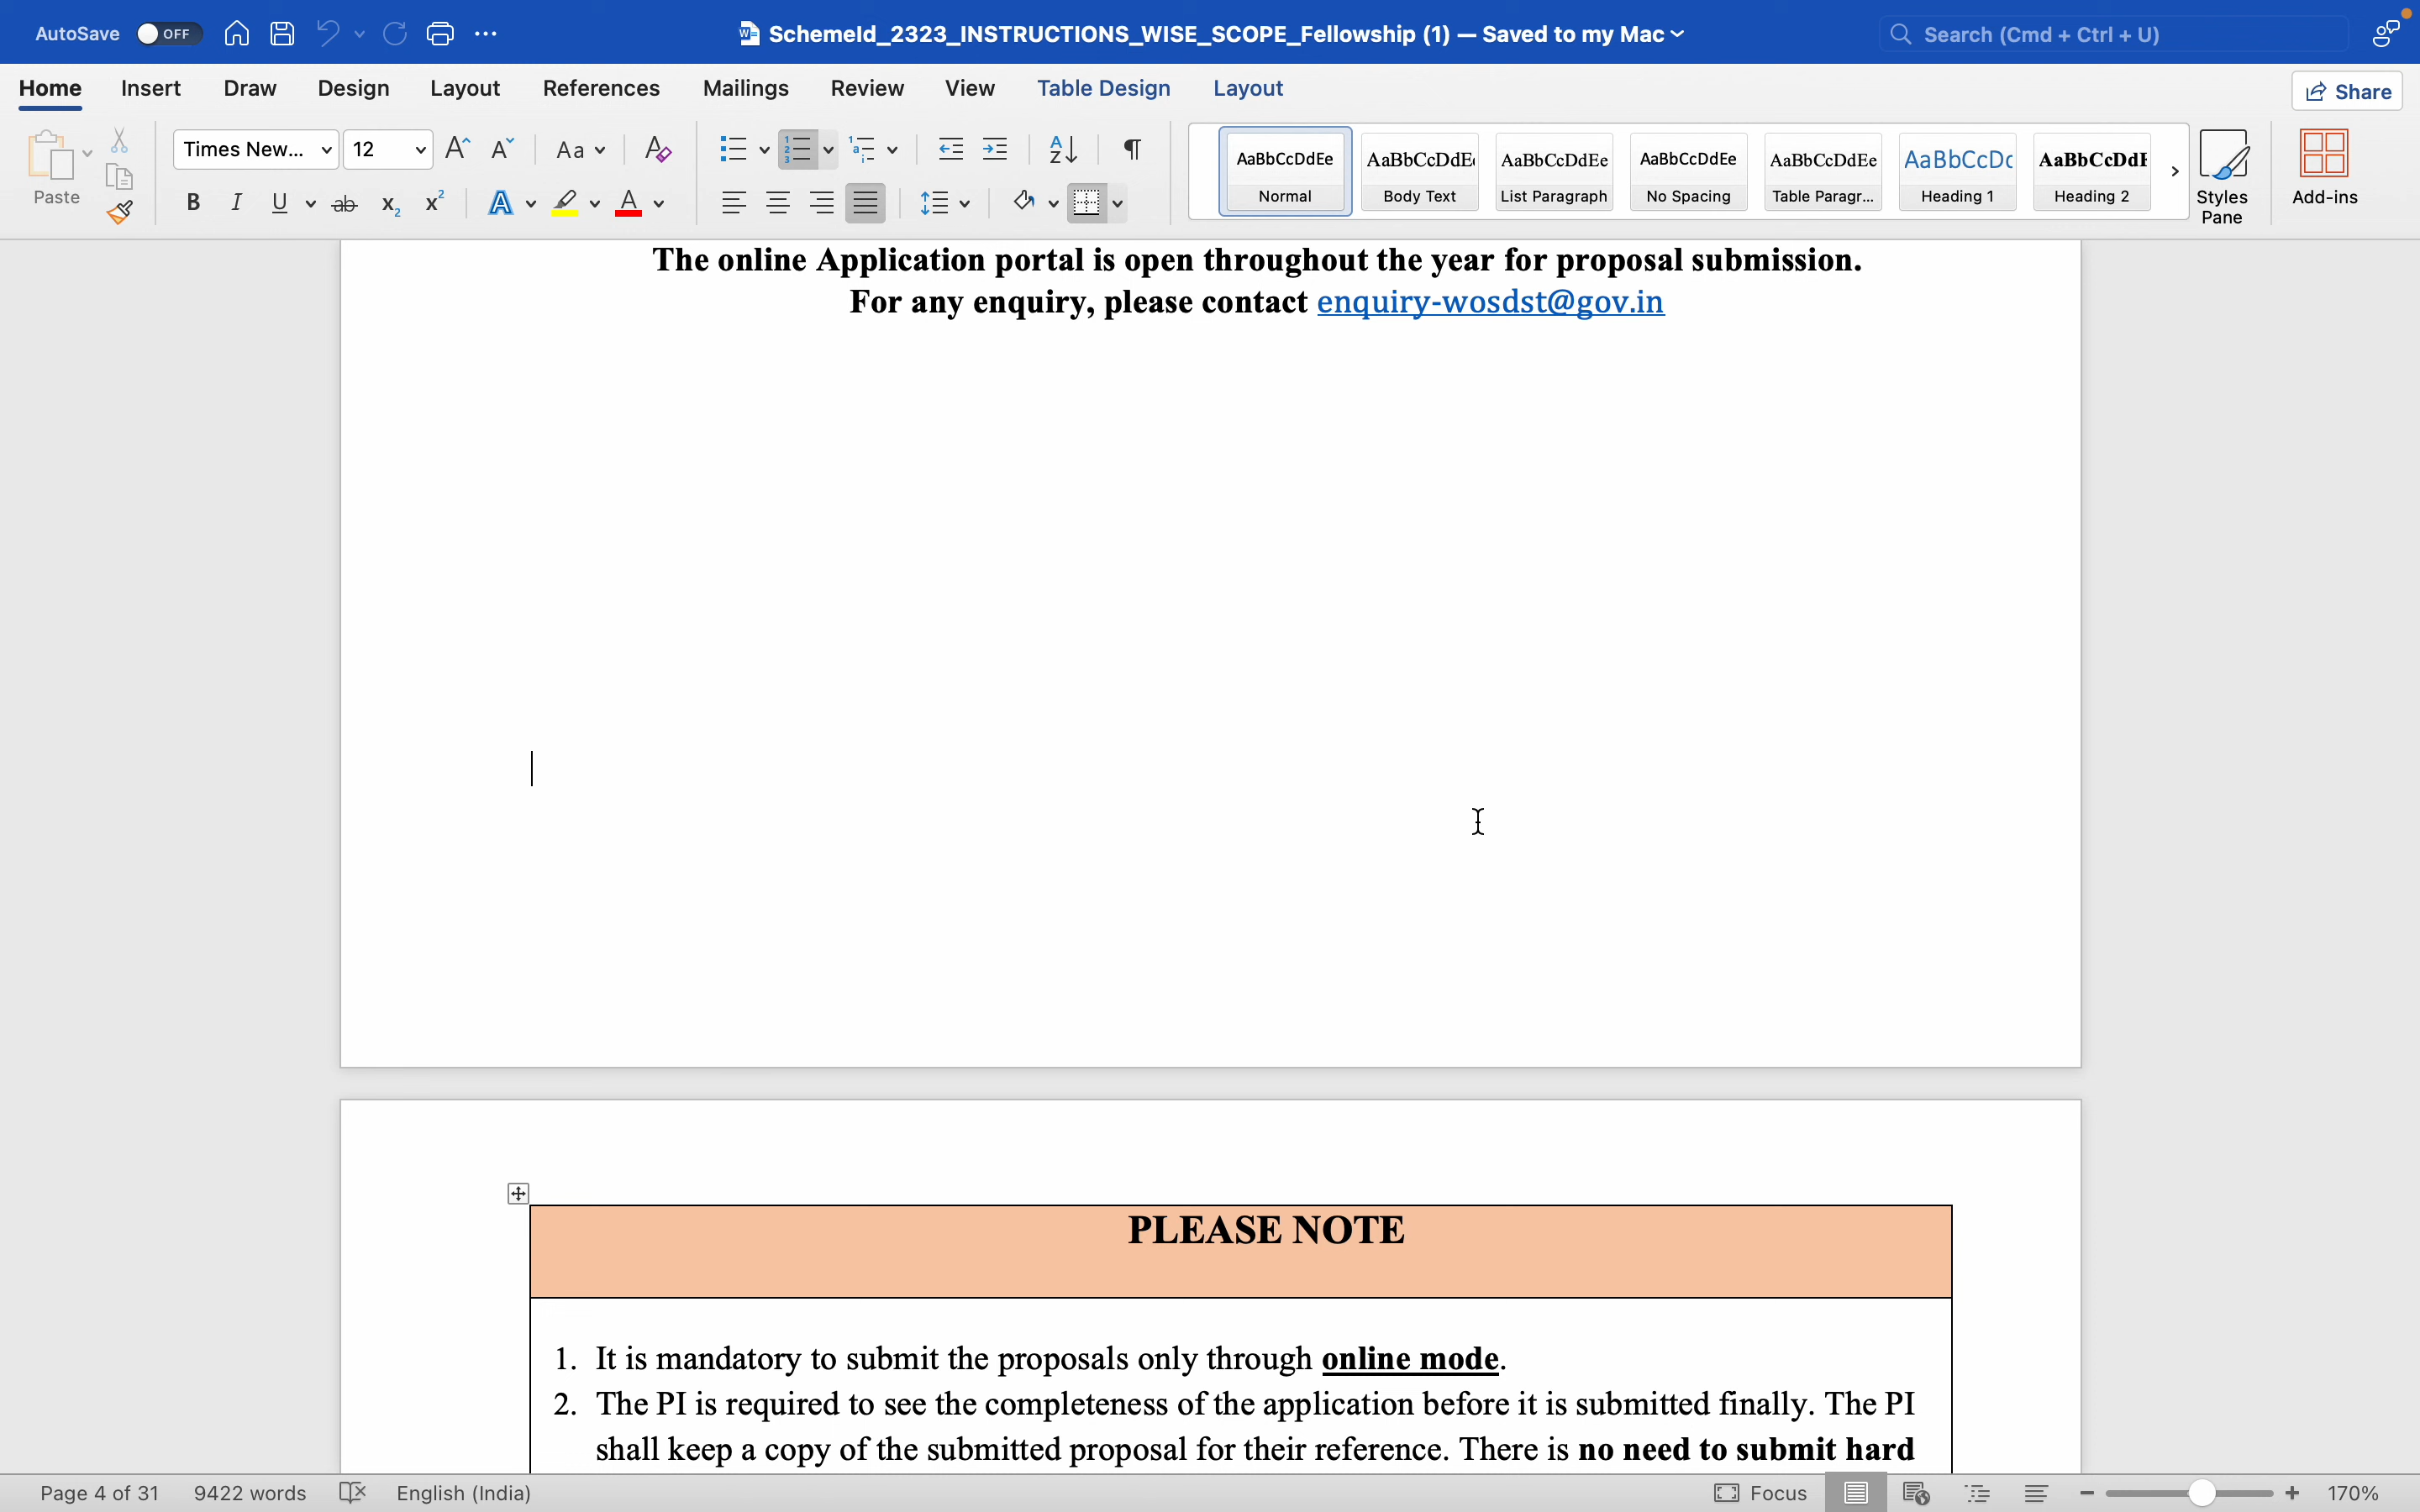 AutoSave OFF SchemeId_2323_INSTRUCTIONS_WISE_SCOPE_Fellowship (1) — Saved to my Mac Search (Cmd + Ctrl + U)
Home Insert Draw Design Layout References Mailings Review View Table Design Layout Share
Paste Times New... 12 Aa
AaBbCcDdEe AaBbCcDdEe AaBbCcDdEe AaBbCcDdEe AaBbCcDdEe AaBbCcDc AaBbCcDdE
Normal Body Text List Paragraph No Spacing Table Paragr... Heading 1 Heading 2 Styles Pane Add-ins
The online Application portal is open throughout the year for proposal submission.
For any enquiry, please contact enquiry-wosdst@gov.in
PLEASE NOTE
1. It is mandatory to submit the proposals only through online mode.
2. The PI is required to see the completeness of the application before it is submitted finally. The PI
shall keep a copy of the submitted proposal for their reference. There is no need to submit hard
Page 4 of 31 9422 words English (India) Focus 170%